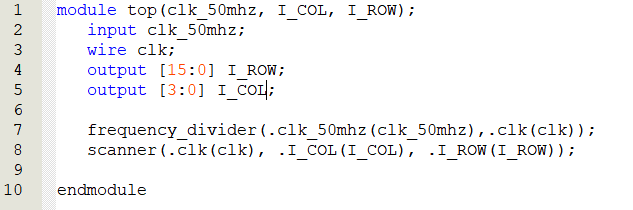 1 module top(clk_50mhz, I_COL, I_ROW);
2 input clk_50mhz;
3 wire clk;
4 output [15:0] I_ROW;
5 output [3:0] I_COL;
6
7 frequency_divider(.clk_50mhz(clk_50mhz),.clk(clk));
8 scanner(.clk(clk), .I_COL(I_COL), .I_ROW(I_ROW));
9
10 endmodule